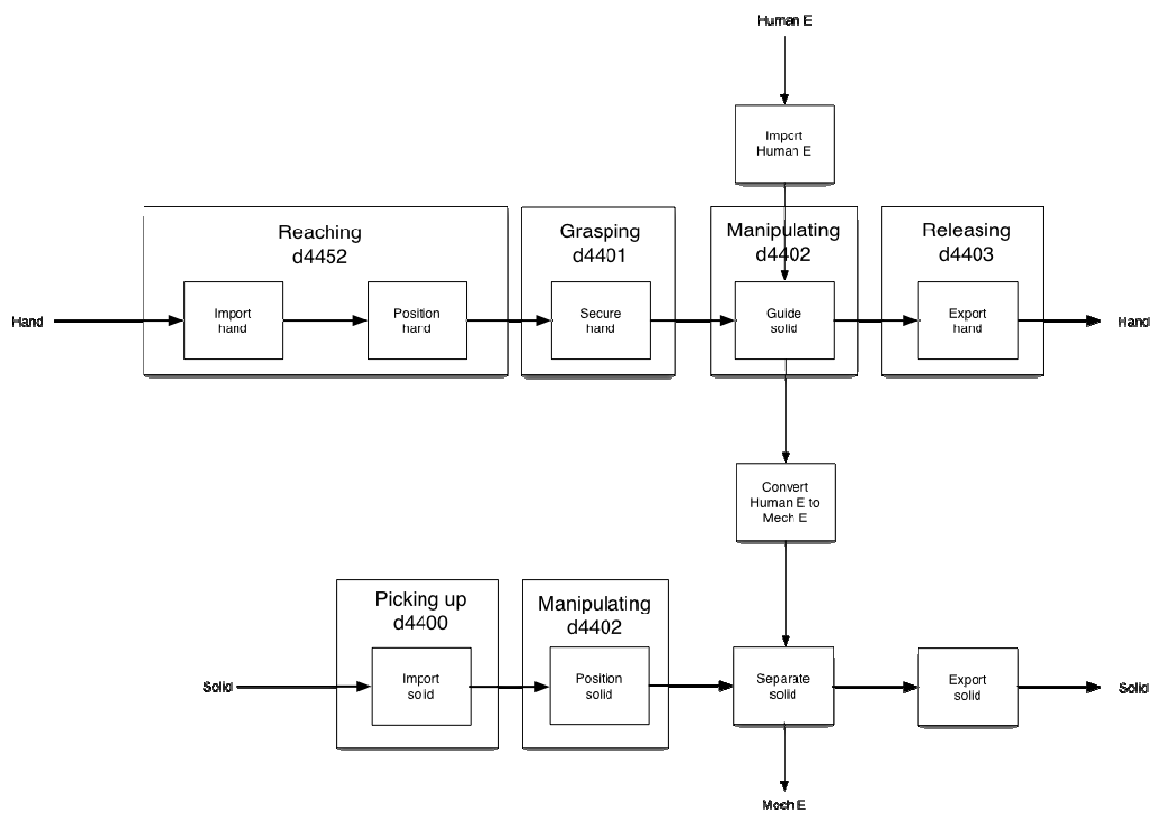 Human E
Import
Human E
Reaching
d4452
Grasping
d4401
Manipulating
d4402
Releasing
d4403
Hand
Import
hand
Position
hand
Secure
hand
Guide
solid
Export
hand
Hand
Convert
Human E to
Mech E
Picking up
d4400
Manipulating
d4402
Solid
Import
solid
Position
solid
Separate
solid
Export
solid
Solid
Mech E